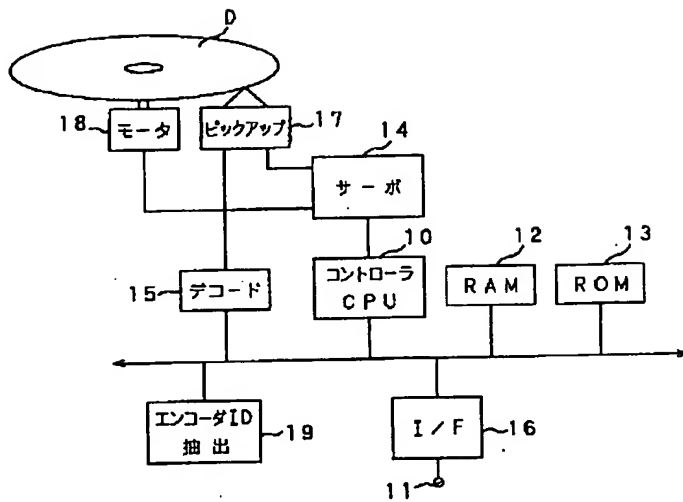 D
18
モータ
ピックアップ
17
14
サーボ
10
コントローラ
CPU
12
RAM
13
ROM
15
デコード
エンコーダID
抽出
19
I/F
16
11